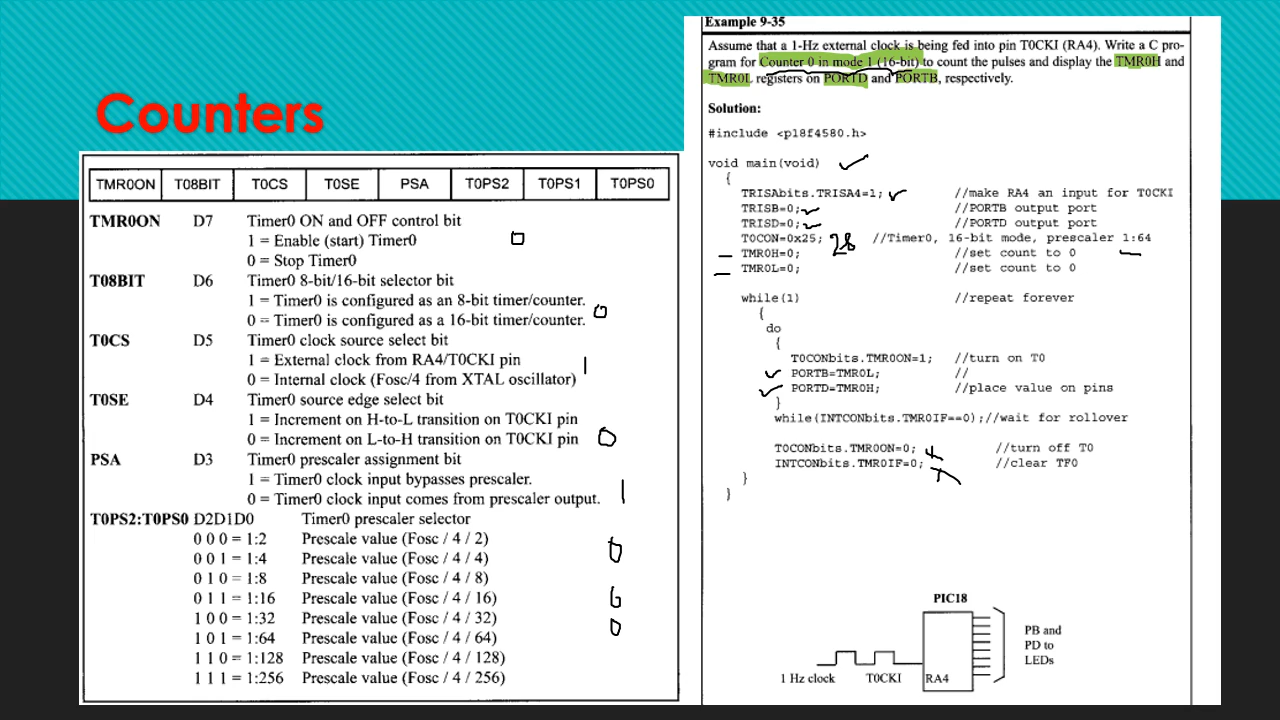 Counters
TMR0ON T08BIT T0CS T0SE PSA T0PS2 T0PS1 T0PS0
TMR0ON D7 Timer0 ON and OFF control bit
1 = Enable (start) Timer0
0 = Stop Timer0
0
T08BIT D6 Timer0 8-bit/16-bit selector bit
1 = Timer0 is configured as an 8-bit timer/counter.
0 = Timer0 is configured as a 16-bit timer/counter.
0
T0CS D5 Timer0 clock source select bit
1 = External clock from RA4/T0CKI pin
0 = Internal clock (Fosc/4 from XTAL oscillator)
1
T0SE D4 Timer0 source edge select bit
1 = Increment on H-to-L transition on T0CKI pin
0 = Increment on L-to-H transition on T0CKI pin
0
PSA D3 Timer0 prescaler assignment bit
1 = Timer0 clock input bypasses prescaler.
0 = Timer0 clock input comes from prescaler output.
1
T0PS2:T0PS0 D2D1D0 Timer0 prescaler selector
0 0 0 = 1:2 Prescale value (Fosc / 4 / 2)
0 0 1 = 1:4 Prescale value (Fosc / 4 / 4)
0 1 0 = 1:8 Prescale value (Fosc / 4 / 8)
0 1 1 = 1:16 Prescale value (Fosc / 4 / 16)
1 0 0 = 1:32 Prescale value (Fosc / 4 / 32)
1 0 1 = 1:64 Prescale value (Fosc / 4 / 64)
1 1 0 = 1:128 Prescale value (Fosc / 4 / 128)
1 1 1 = 1:256 Prescale value (Fosc / 4 / 256)
0
0
0
Example 9-35
Assume that a 1-Hz external clock is being fed into pin T0CKI (RA4). Write a C pro-
gram for Counter 0 in mode 1 (16-bit) to count the pulses and display the TMR0H and
TMR0L registers on PORTD and PORTB, respectively.
Solution:
#include <p18f4580.h>
void main(void)
{
TRISAbits.TRISA4=1; //make RA4 an input for T0CKI
TRISB=0; //PORTB output port
TRISD=0; //PORTD output port
T0CON=0x25; 28 //Timer0, 16-bit mode, prescaler 1:64
TMR0H=0; //set count to 0
TMR0L=0; //set count to 0
while(1) //repeat forever
{
do
{
T0CONbits.TMR0ON=1; //turn on T0
PORTB=TMR0L; //
PORTD=TMR0H; //place value on pins
}
while(INTCONbits.TMR0IF==0);//wait for rollover
T0CONbits.TMR0ON=0; //turn off T0
INTCONbits.TMR0IF=0; //clear TF0
}
}
PIC18
PB and
PD to
LEDs
1 Hz clock T0CKI RA4